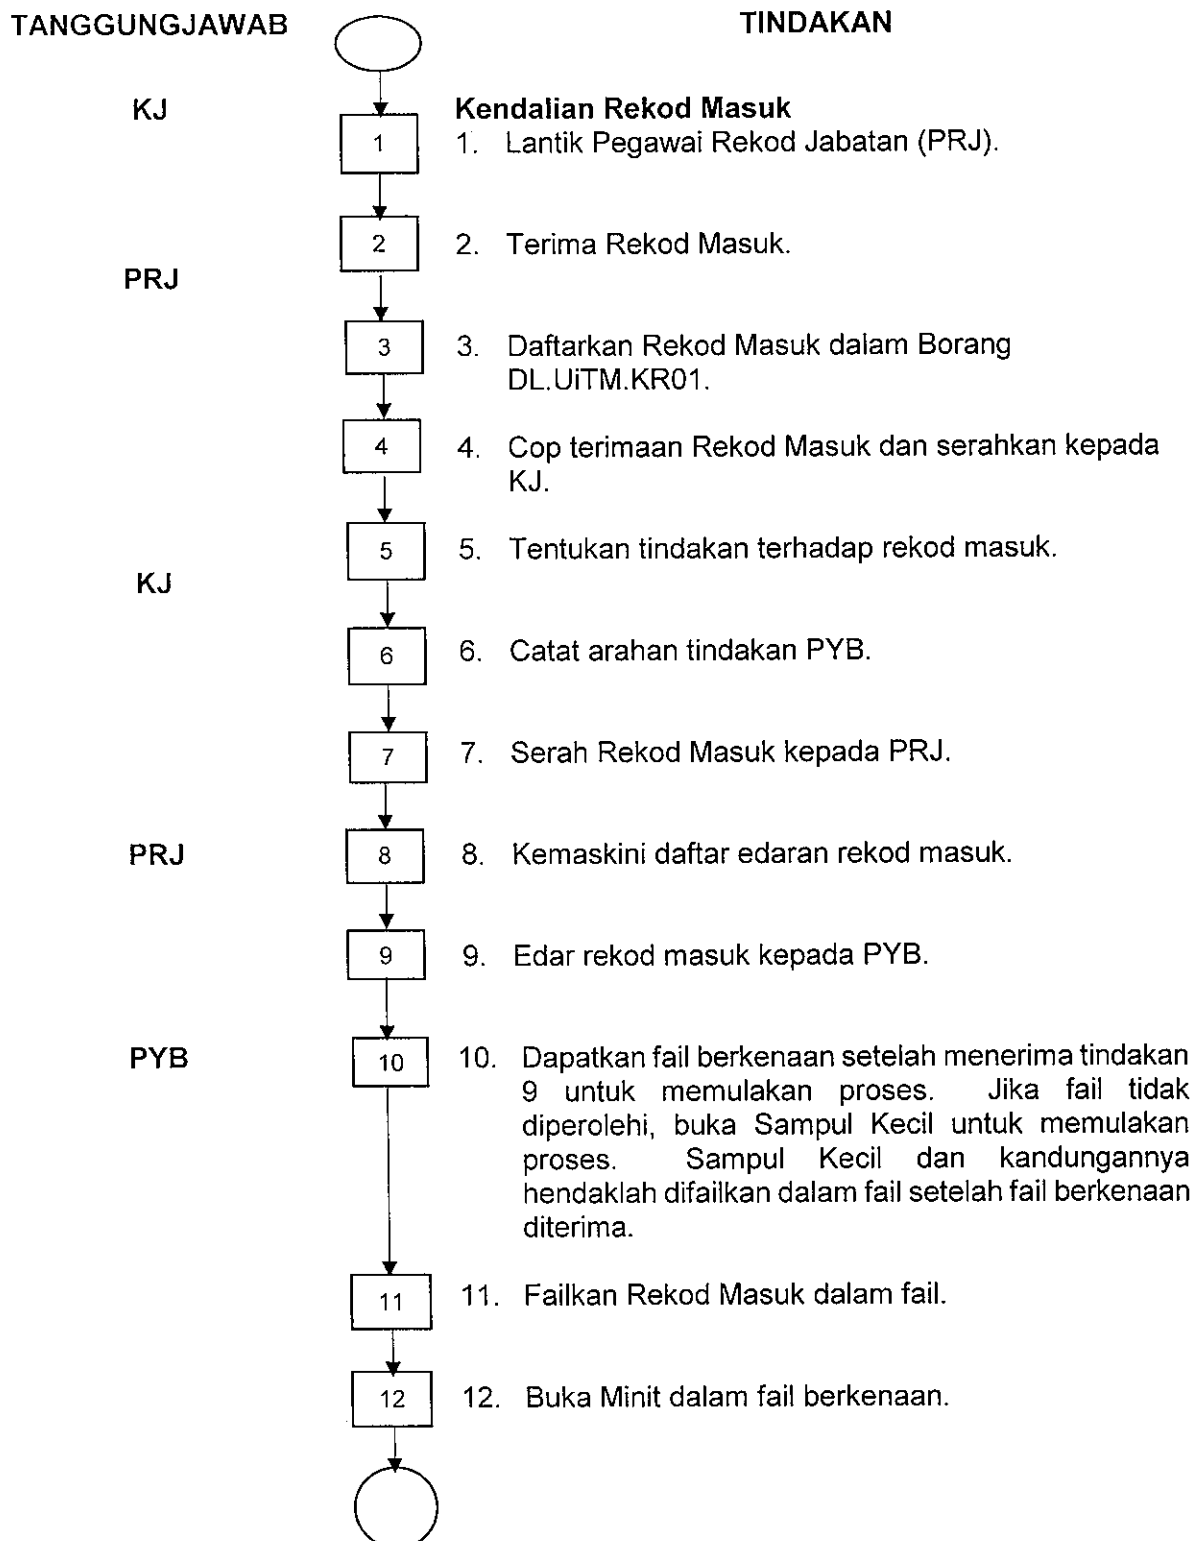 TANGGUNGJAWAB
TINDAKAN
KJ
Kendalian Rekod Masuk
1
1. Lantik Pegawai Rekod Jabatan (PRJ).
2
2. Terima Rekod Masuk.
PRJ
3
3. Daftarkan Rekod Masuk dalam Borang
DL.UiTM.KR01.
4
4. Cop terimaan Rekod Masuk dan serahkan kepada
KJ.
5
5. Tentukan tindakan terhadap rekod masuk.
KJ
6
6. Catat arahan tindakan PYB.
7
7. Serah Rekod Masuk kepada PRJ.
PRJ
8
8. Kemaskini daftar edaran rekod masuk.
9
9. Edar rekod masuk kepada PYB.
PYB
10
10. Dapatkan fail berkenaan setelah menerima tindakan
9 untuk memulakan proses. Jika fail tidak
diperolehi, buka Sampul Kecil untuk memulakan
proses. Sampul Kecil dan kandungannya
hendaklah difailkan dalam fail setelah fail berkenaan
diterima.
11
11. Failkan Rekod Masuk dalam fail.
12
12. Buka Minit dalam fail berkenaan.